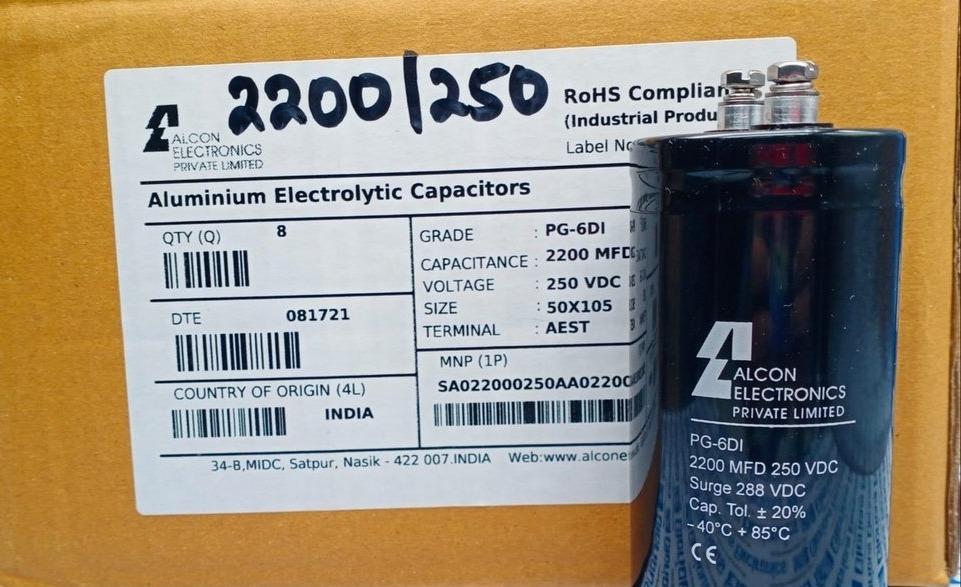 2200/250
ALCON
ELECTRONICS
PRIVATE LIMITED
RoHS
(Industrial
Label
Aluminium Electrolytic Capacitors
QTY (Q) 8
DTE 081721
COUNTRY OF ORIGIN (4L)
INDIA
GRADE : PG-6DI
CAPACITANCE : 2200 MFD
VOLTAGE : 250 VDC
SIZE : 50X105
TERMINAL : AEST
MNP (1P)
34-B,MIDC, Satpur, Nasik - 422 007.INDIA Web:www.alcone
ALCON
ELECTRONICS
PRIVATE LIMITED
PG-6DI
2200 MFD 250 VDC
Surge 288 VDC
Cap. Tol. ± 20%
- 40°C + 85°C
CE